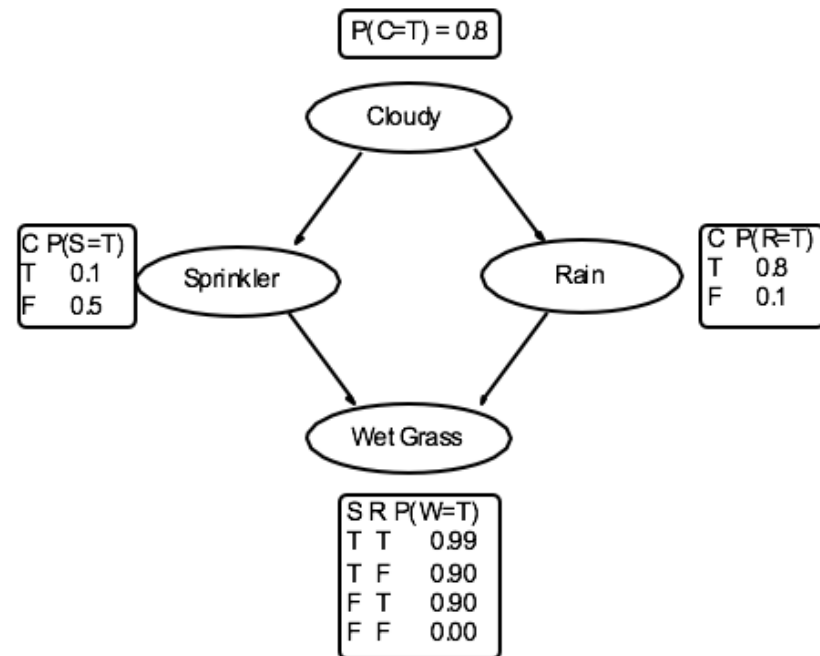 P(C=T) = 0.8
Cloudy
C P(S=T)
T 0.1
F 0.5
Sprinkler
Rain
C P(R=T)
T 0.8
F 0.1
Wet Grass
S R P(W=T)
T T 0.99
T F 0.90
F T 0.90
F F 0.00